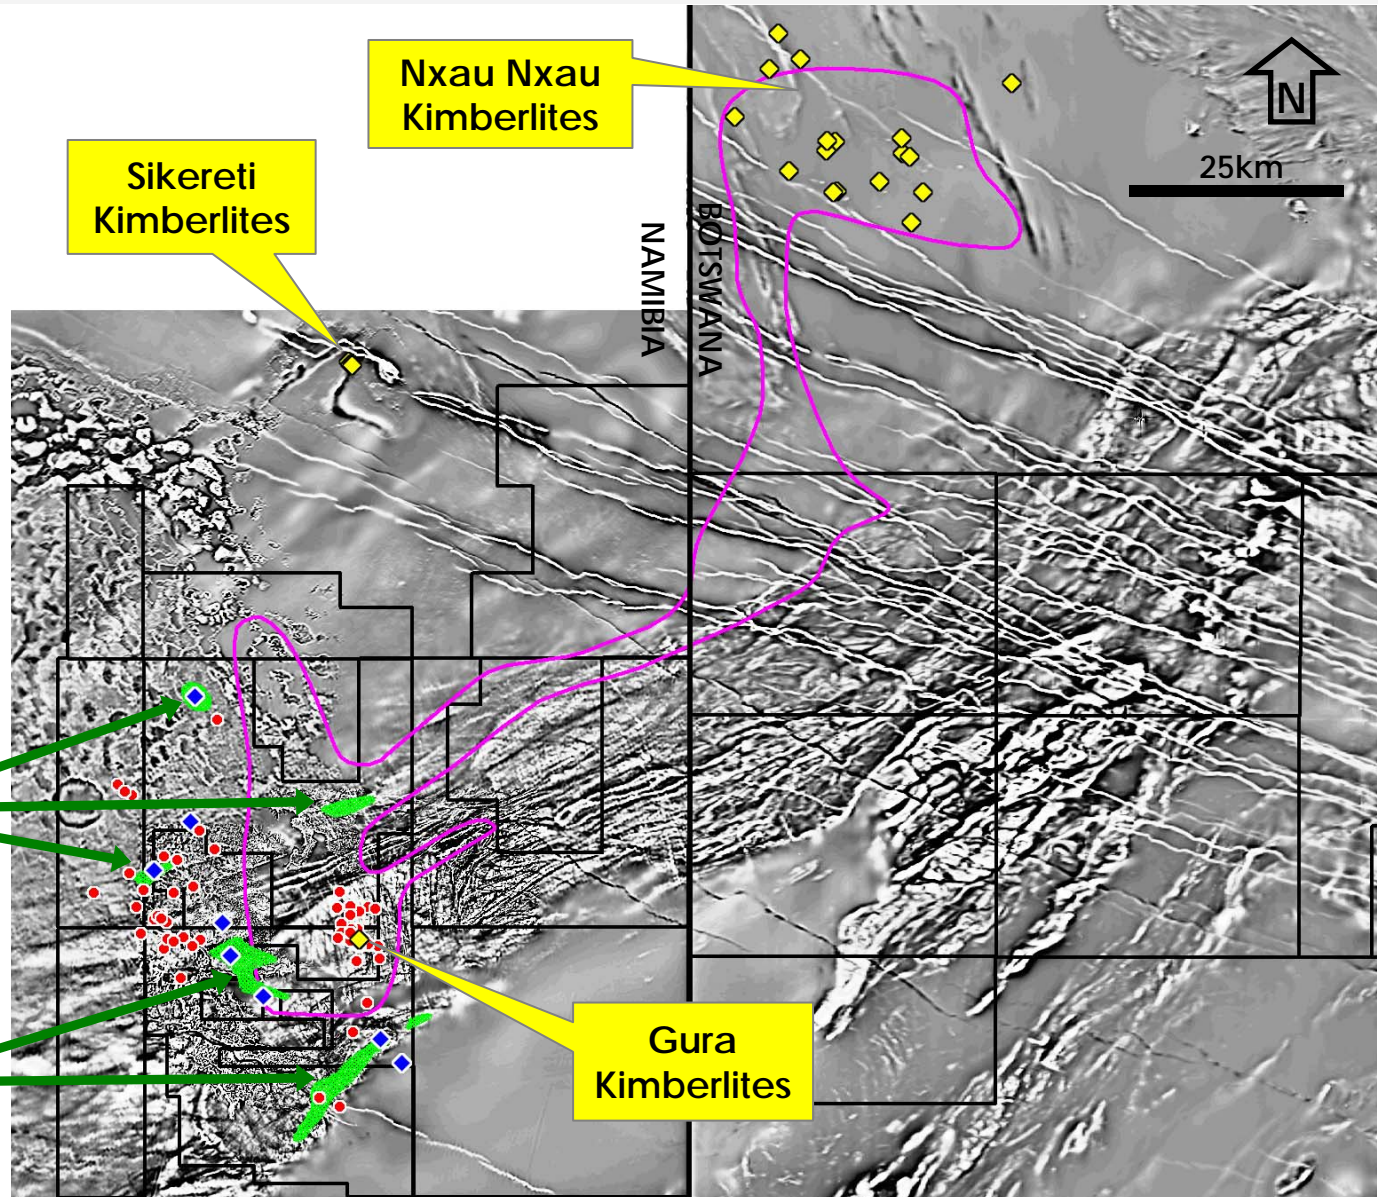 Nxau Nxau
Kimberlites
N
25km
Sikereti
Kimberlites
NAMIBIA
BOTSWANA
Gura
Kimberlites